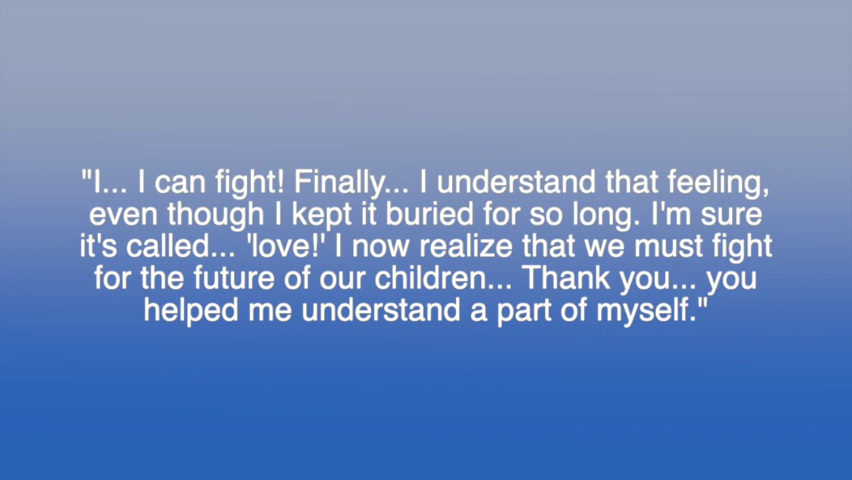 "I... I can fight! Finally... I understand that feeling,
even though I kept it buried for so long. I'm sure
it's called... 'love!' I now realize that we must fight
for the future of our children... Thank you... you
helped me understand a part of myself."